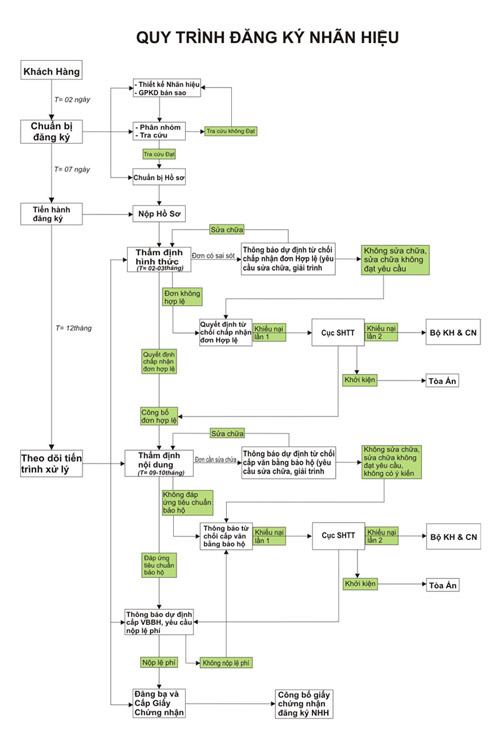 QUY TRÌNH ĐĂNG KÝ NHÃN HIỆU
Khách Hàng
T= 02 ngày
- Thiết kế Nhãn hiệu
- GPKD bản sao
Chuẩn bị
đăng ký
- Phân nhóm
- Tra cứu
Tra cứu không Đạt
Tra cứu Đạt
T= 07 ngày
Chuẩn bị Hồ sơ
Tiến hành
đăng ký
Nộp Hồ Sơ
Sửa chữa
Thẩm định
hình thức
(T= 02-03tháng)
Đơn có sai sót
Thông báo dự định từ chối
chấp nhận đơn Hợp lệ (yêu
cầu sửa chữa, giải trình
Không sửa chữa,
sửa chữa không
đạt yêu cầu
Đơn không
hợp lệ
T= 12tháng
Quyết định từ
chối chấp nhận
đơn Hợp lệ
Khiếu nại
lần 1
Cục SHTT
Khiếu nại
lần 2
Bộ KH & CN
Quyết định
chấp nhận
đơn hợp lệ
Khởi kiện
Tòa Án
Công bố
đơn hợp lệ
Sửa chữa
Theo dõi tiến
trình xử lý
Thẩm định
nội dung
(T= 09-10tháng)
Đơn cần sửa chữa
Thông báo dự định từ chối
cấp văn bằng bảo hộ (yêu
cầu sửa chữa, giải trình
Không sửa chữa,
sửa chữa không
đạt yêu cầu,
không có ý kiến
Không đáp
ứng tiêu chuẩn
bảo hộ
Thông báo từ
chối cấp văn
bằng bảo hộ
Khiếu nại
lần 1
Cục SHTT
Khiếu nại
lần 2
Bộ KH & CN
Đáp ứng
tiêu chuẩn
bảo hộ
Khởi kiện
Tòa Án
Thông báo dự định
cấp VBBH, yêu cầu
nộp lệ phí
Nộp lệ phí
Không nộp lệ phí
Đăng bạ và
Cấp Giấy
Chứng nhận
Công bố giấy
chứng nhận
đăng ký NHH